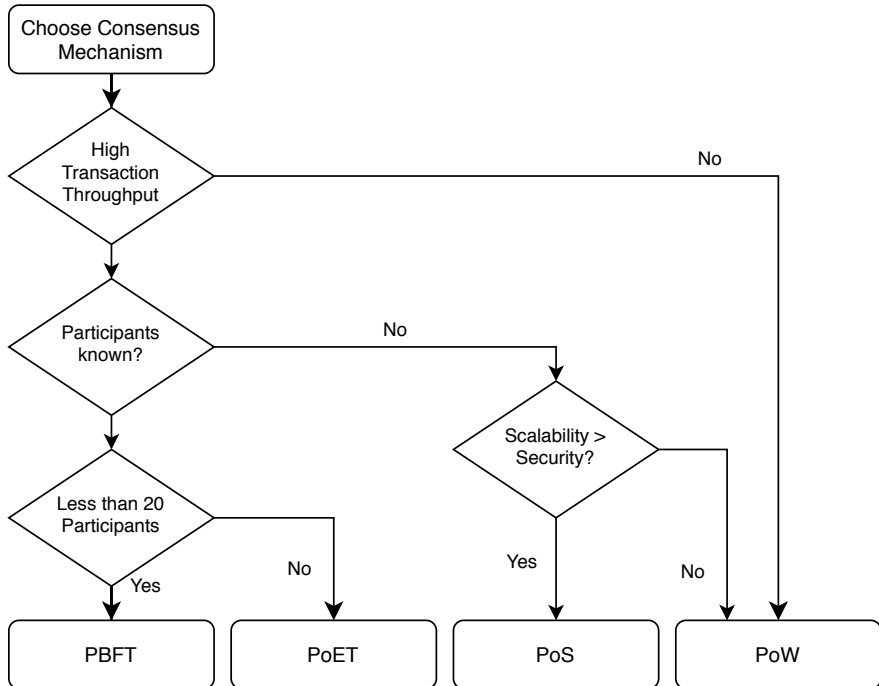 Choose Consensus
Mechanism
High
Transaction
Throughput
No
Participants
known?
No
Scalability >
Security?
Less than 20
Participants
Yes
No
Yes
No
PBFT
PoET
PoS
PoW